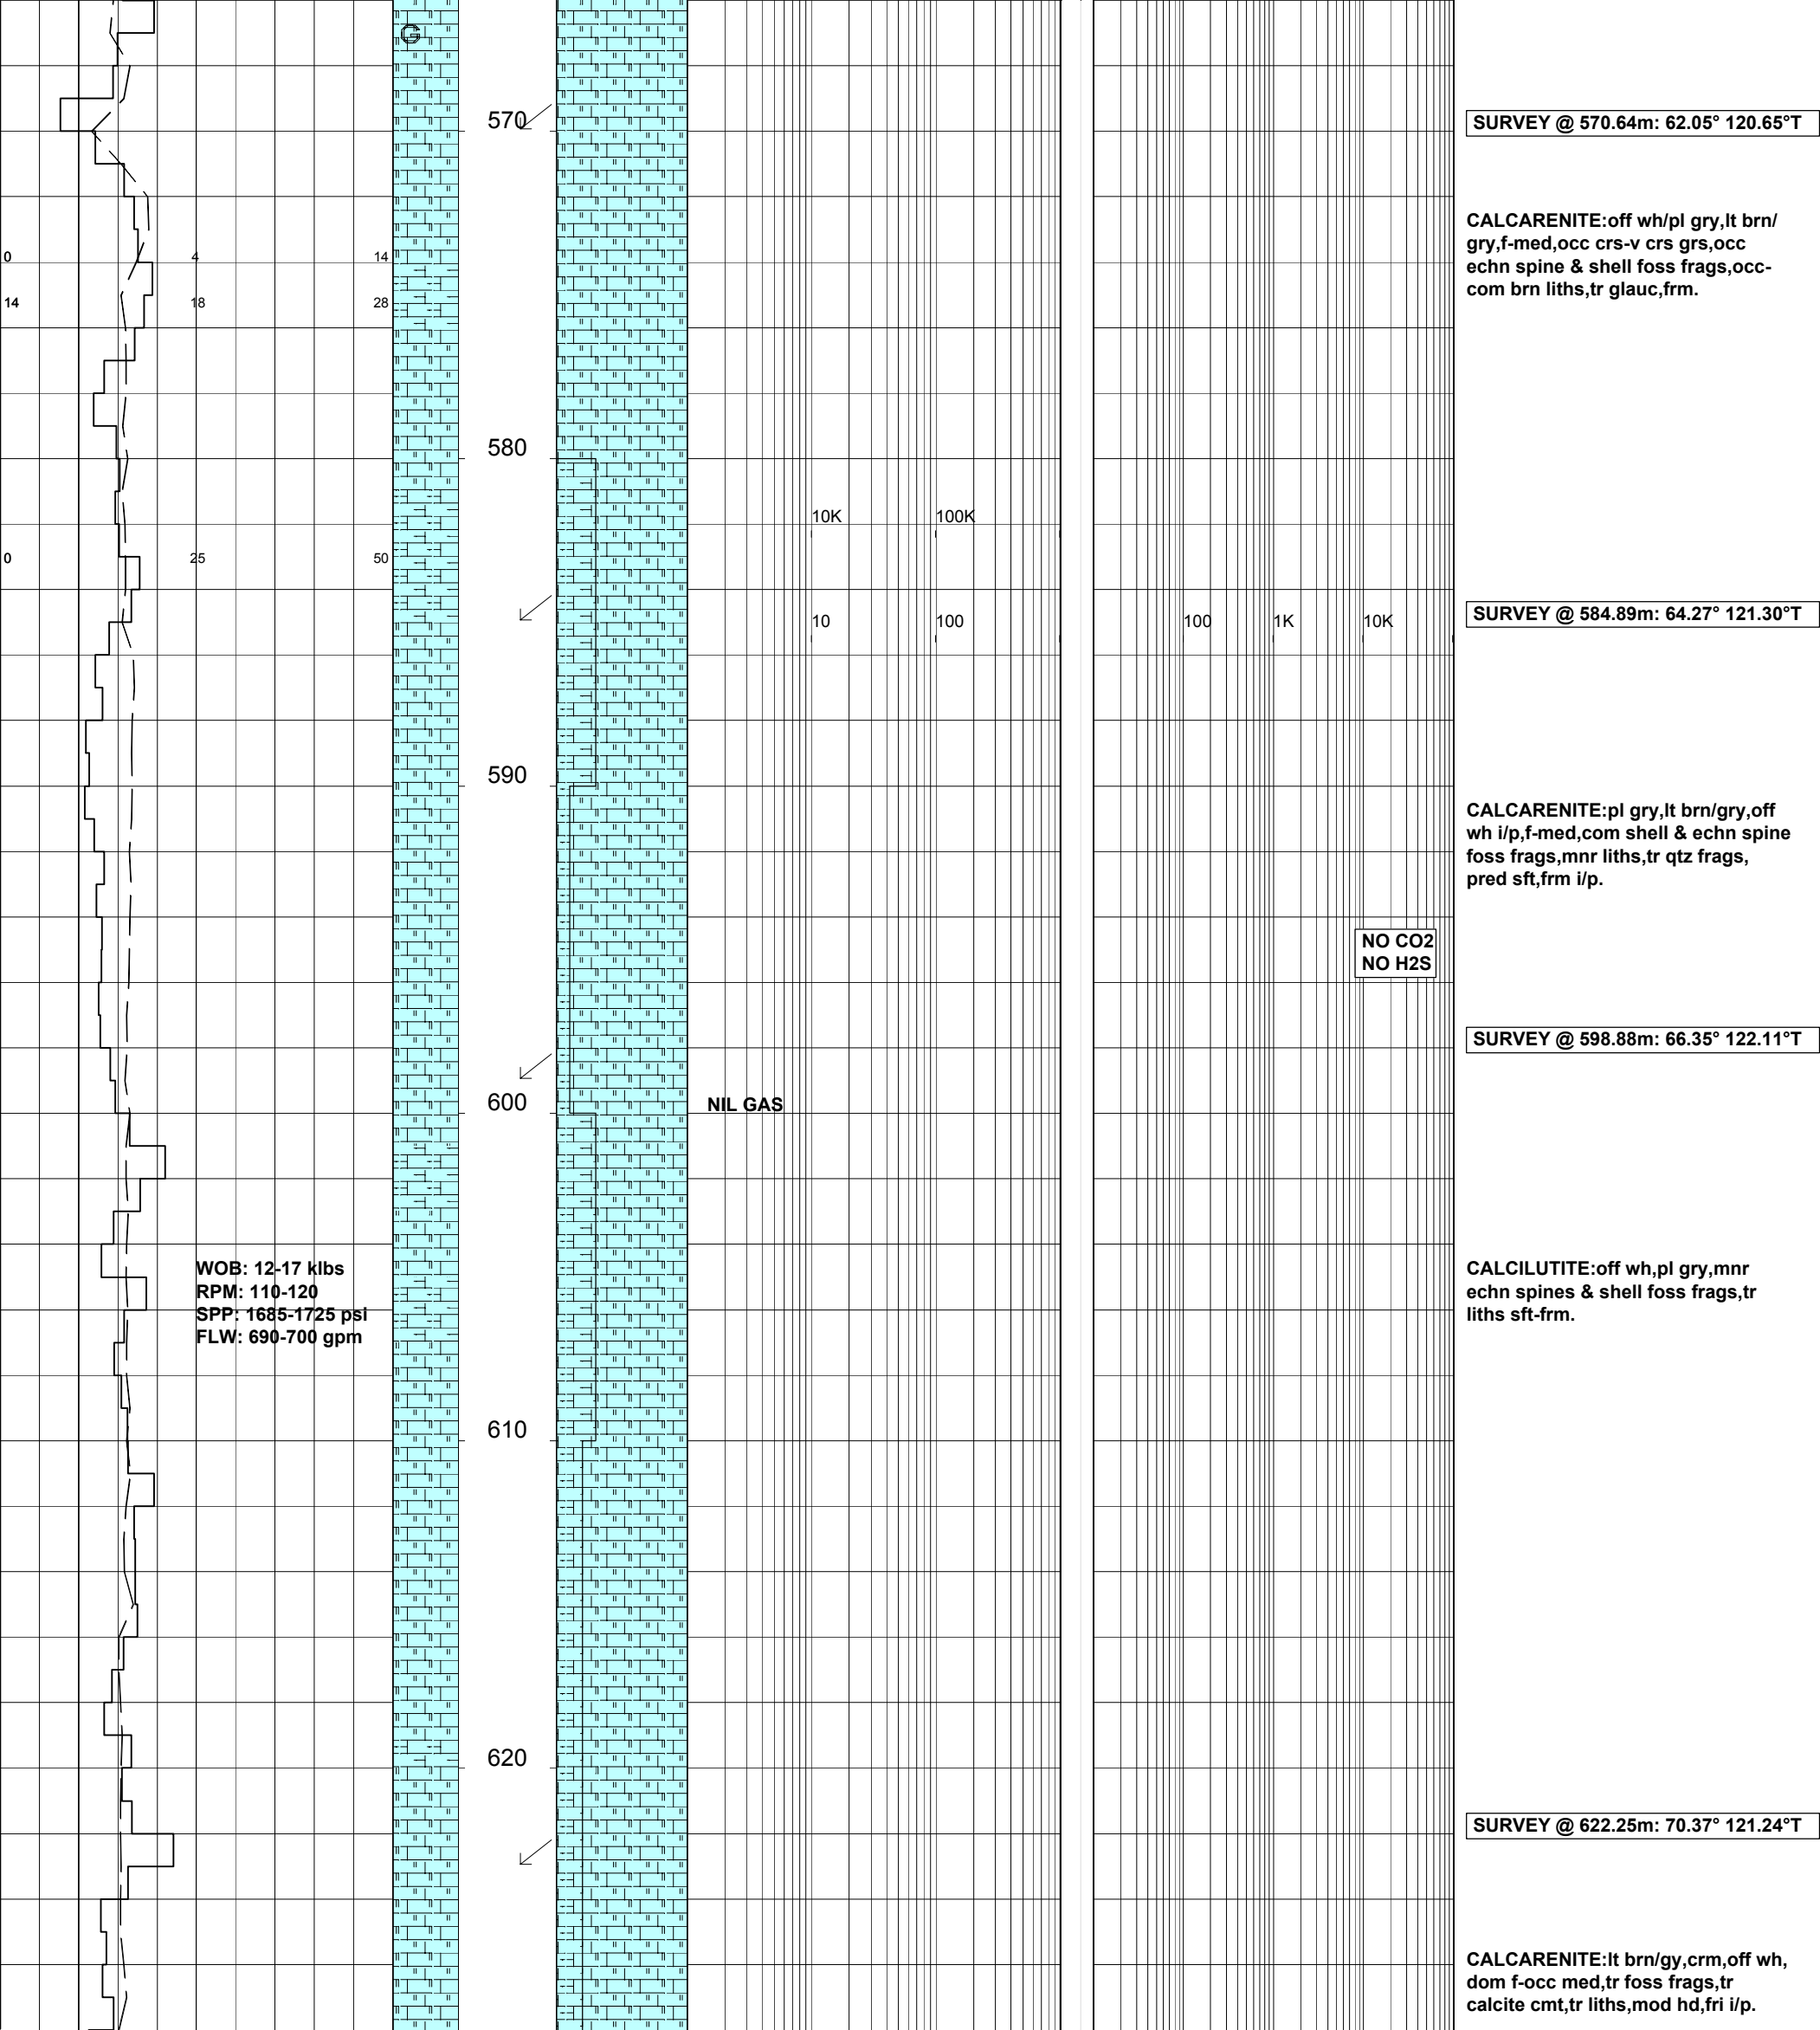 G
570
SURVEY @ 570.64m: 62.05° 120.65°T
CALCARENITE:off wh/pl gry,lt brn/
gry,f-med,occ crs-v crs grs,occ
echn spine & shell foss frags,occ-
com brn liths,tr glauc,frm.
0 4 14
14 18 28
580
10K 100K
0 25 50
10 100 100 1K 10K
SURVEY @ 584.89m: 64.27° 121.30°T
590
CALCARENITE:pl gry,lt brn/gry,off
wh i/p,f-med,com shell & echn spine
foss frags,mnr liths,tr qtz frags,
pred sft,frm i/p.
NO CO2
NO H2S
SURVEY @ 598.88m: 66.35° 122.11°T
600
NIL GAS
WOB: 12-17 klbs
RPM: 110-120
SPP: 1685-1725 psi
FLW: 690-700 gpm
CALCILUTITE:off wh,pl gry,mnr
echn spines & shell foss frags,tr
liths sft-frm.
610
620
SURVEY @ 622.25m: 70.37° 121.24°T
CALCARENITE:lt brn/gy,crm,off wh,
dom f-occ med,tr foss frags,tr
calcite cmt,tr liths,mod hd,fri i/p.